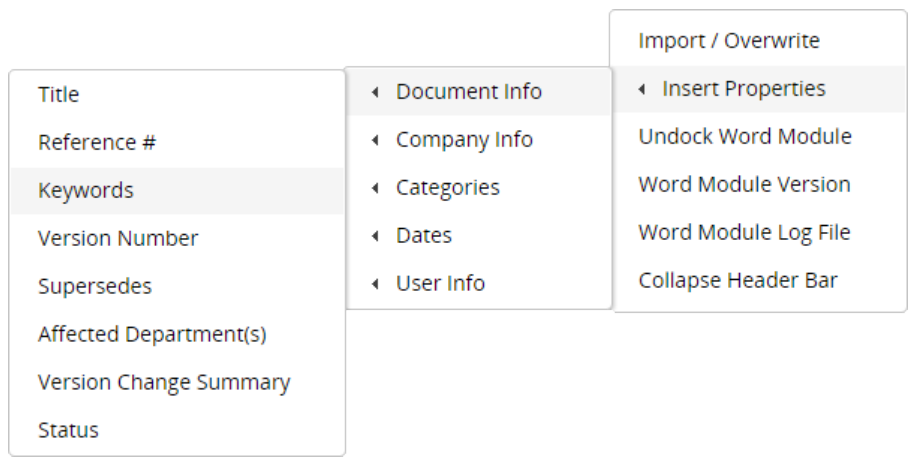 Title
Reference #
Keywords
Version Number
Supersedes
Affected Department(s)
Version Change Summary
Status
Document Info
Company Info
Categories
Dates
User Info
Import / Overwrite
Insert Properties
Undock Word Module
Word Module Version
Word Module Log File
Collapse Header Bar